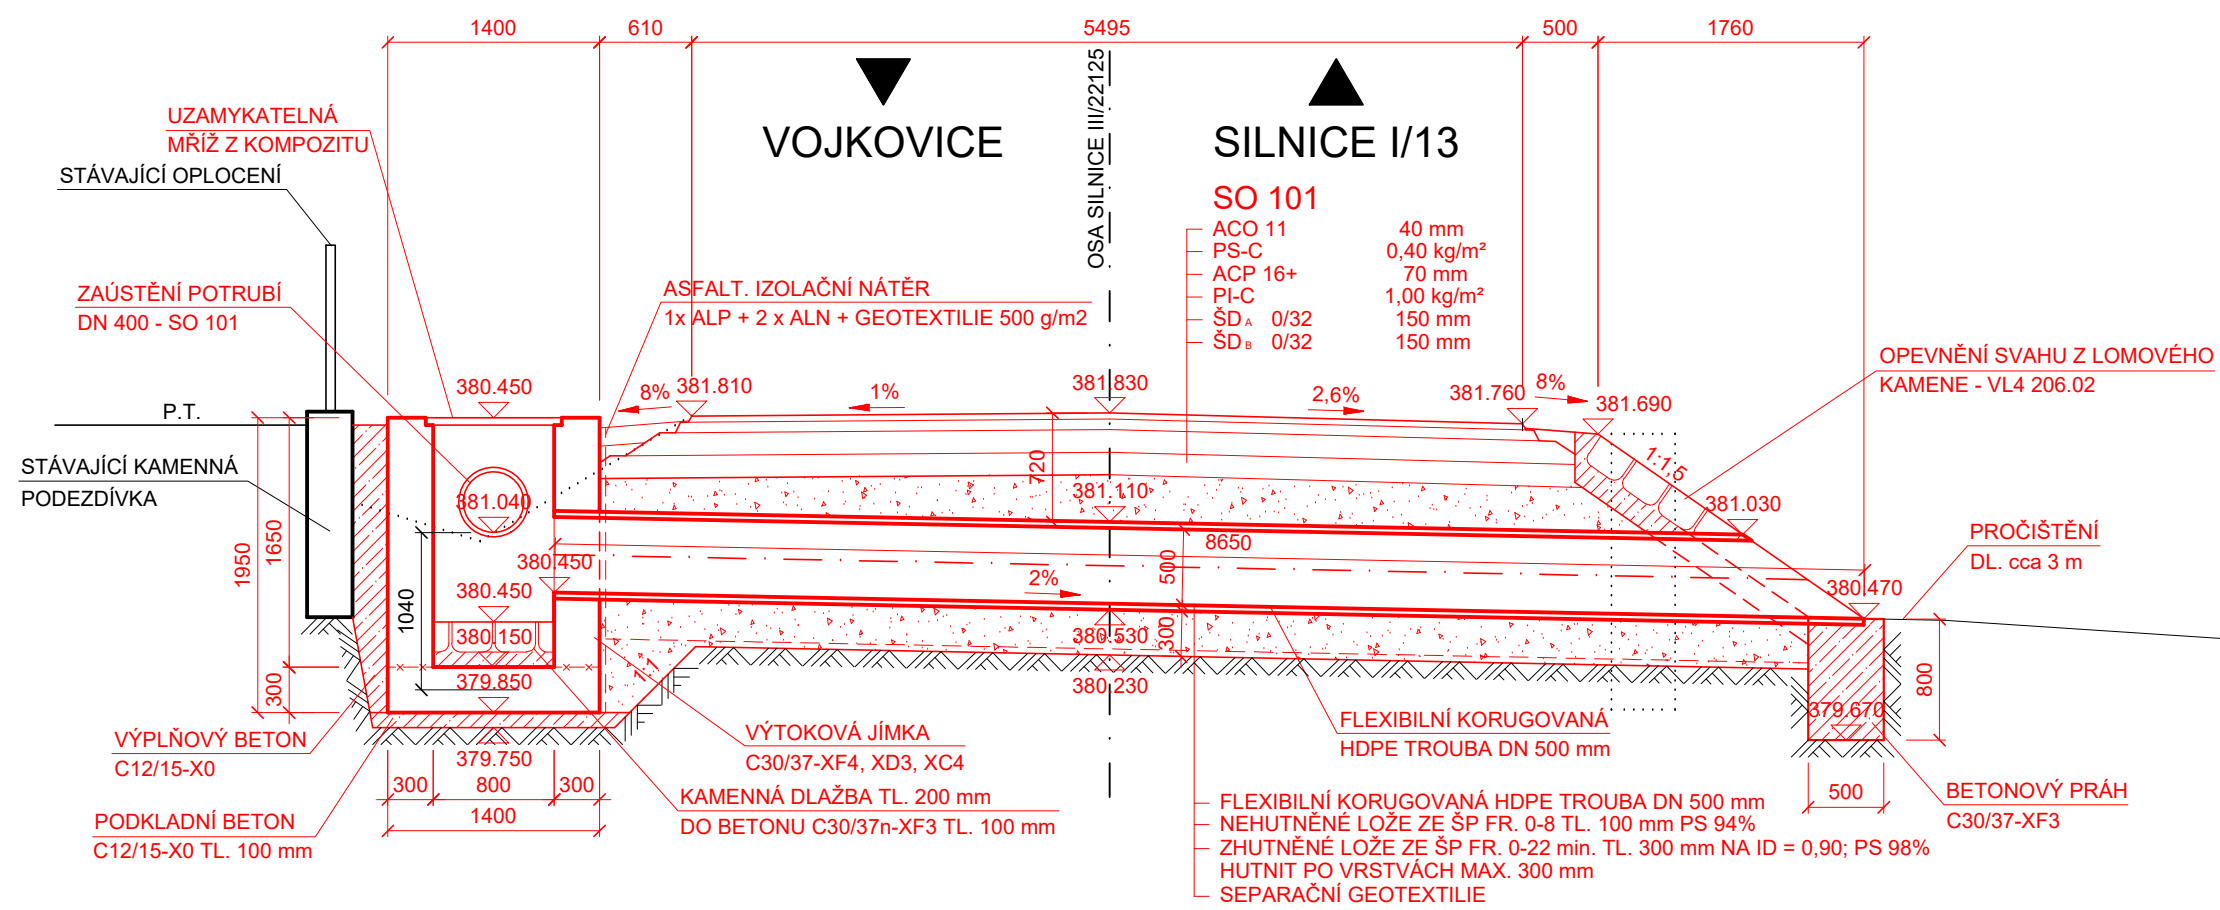 1400
610
5495
500
1760
UZAMYKATELNÁ
MŘÍŽ Z KOMPOZITU
STÁVAJÍCÍ OPLOCENÍ
VOJKOVICE
OSA SILNICE III/22125
SILNICE I/13
SO 101
ACO 11 40 mm
PS-C 0,40 kg/m²
ACP 16+ 70 mm
PI-C 1,00 kg/m²
ŠDA 0/32 150 mm
ŠDB 0/32 150 mm
ZAÚSTĚNÍ POTRUBÍ
DN 400 - SO 101
ASFALT. IZOLAČNÍ NÁTĚR
1x ALP + 2 x ALN + GEOTEXTILIE 500 g/m2
OPEVNĚNÍ SVAHU Z LOMOVÉHO
KAMENE - VL4 206.02
380.450
8%
381.810
1%
381.830
2,6%
381.760
8%
381.690
P.T.
STÁVAJÍCÍ KAMENNÁ
PODEZDÍVKA
720
1:1,5
381.040
381.110
381.030
PROČIŠTĚNÍ
DL. cca 3 m
1950
1650
1040
380.450
8650
500
2%
380.450
380.470
380.150
380.530
300
1:1
379.850
380.230
300
800
379.670
VÝPLŇOVÝ BETON
C12/15-X0
379.750
VÝTOKOVÁ JÍMKA
C30/37-XF4, XD3, XC4
FLEXIBILNÍ KORUGOVANÁ
HDPE TROUBA DN 500 mm
300
800
300
1400
500
KAMENNÁ DLAŽBA TL. 200 mm
DO BETONU C30/37n-XF3 TL. 100 mm
PODKLADNÍ BETON
C12/15-X0 TL. 100 mm
BETONOVÝ PRÁH
C30/37-XF3
FLEXIBILNÍ KORUGOVANÁ HDPE TROUBA DN 500 mm
NEHUTNĚNÉ LOŽE ZE ŠP FR. 0-8 TL. 100 mm PS 94%
ZHUTNĚNÉ LOŽE ZE ŠP FR. 0-22 min. TL. 300 mm NA ID = 0,90; PS 98%
HUTNIT PO VRSTVÁCH MAX. 300 mm
SEPARAČNÍ GEOTEXTILIE